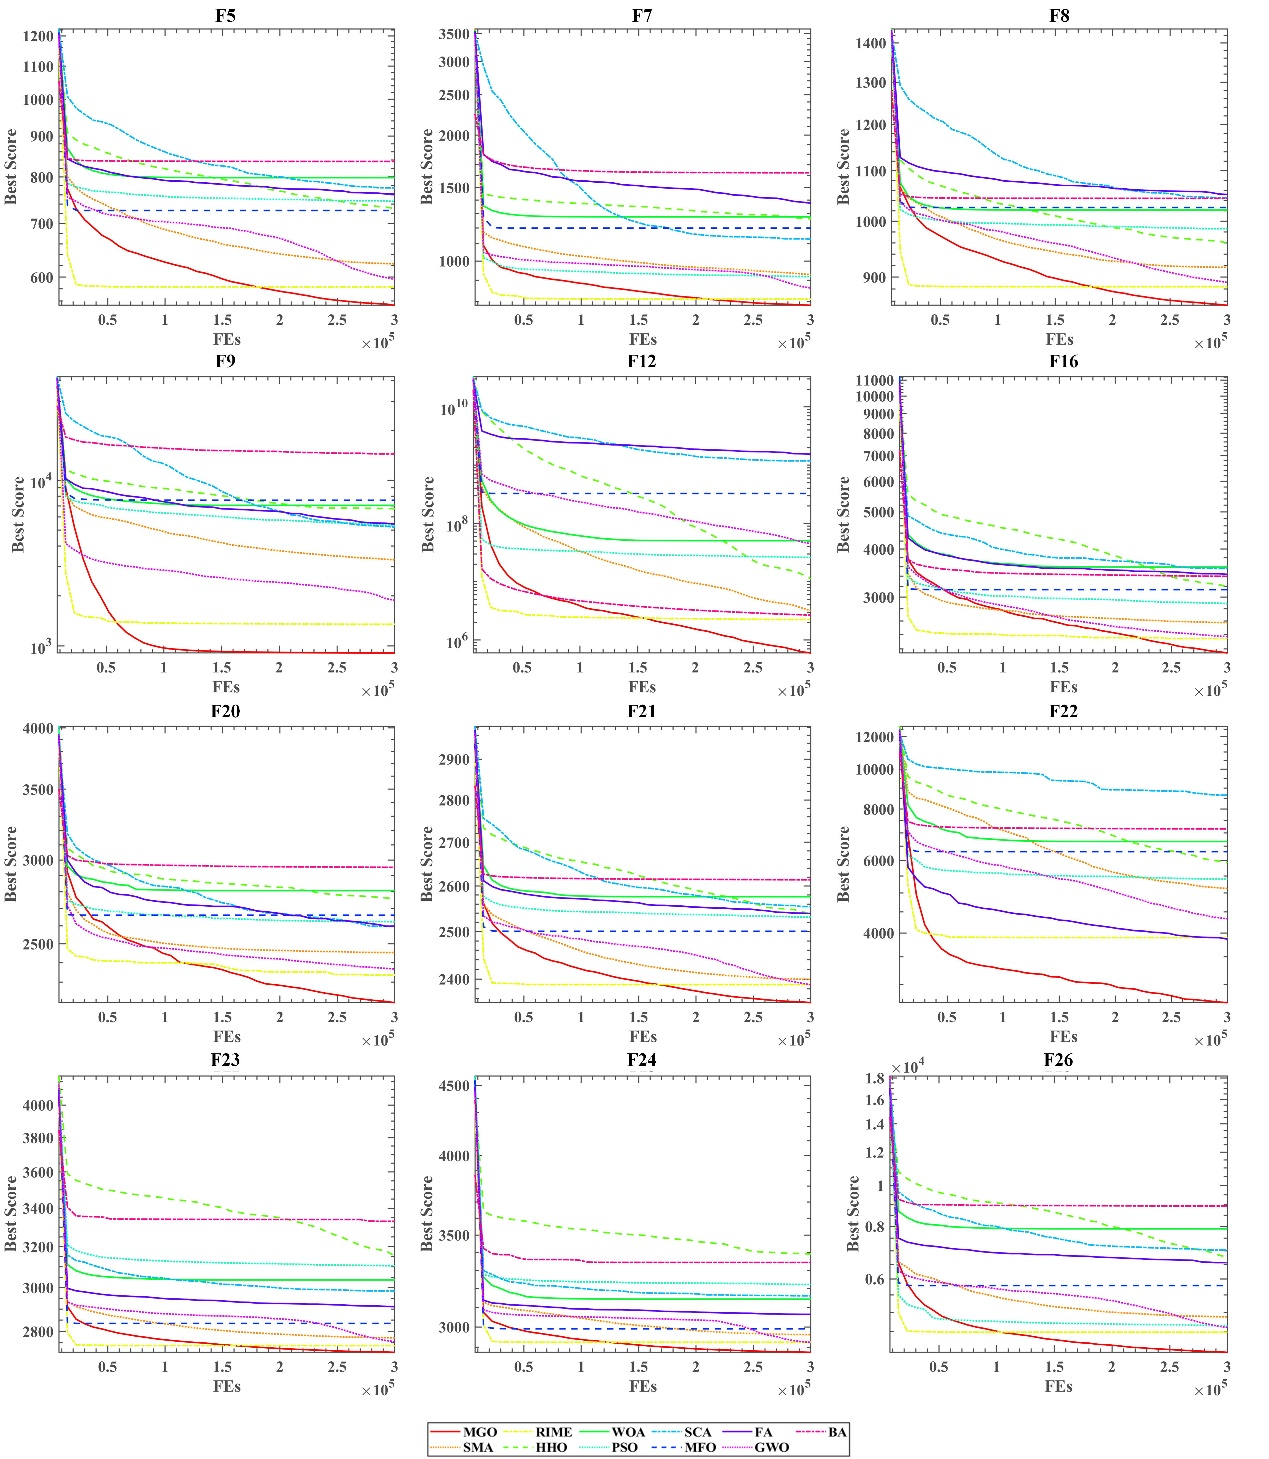 F5
1200
1100
1000
900
800
700
600
Best Score
0.5 1 1.5 2 2.5 3
FEs
×10^5
F7
3500
3000
2500
2000
1500
1000
Best Score
0.5 1 1.5 2 2.5 3
FEs
×10^5
F8
1400
1300
1200
1100
1000
900
Best Score
0.5 1 1.5 2 2.5 3
FEs
×10^5
F9
10^4
10^3
Best Score
0.5 1 1.5 2 2.5 3
FEs
×10^5
F12
10^10
10^8
10^6
Best Score
0.5 1 1.5 2 2.5 3
FEs
×10^5
F16
11000
10000
9000
8000
7000
6000
5000
4000
3000
Best Score
0.5 1 1.5 2 2.5 3
FEs
×10^5
F20
4000
3500
3000
2500
Best Score
0.5 1 1.5 2 2.5 3
FEs
×10^5
F21
2900
2800
2700
2600
2500
2400
Best Score
0.5 1 1.5 2 2.5 3
FEs
×10^5
F22
12000
10000
8000
6000
4000
Best Score
0.5 1 1.5 2 2.5 3
FEs
×10^5
F23
4000
3800
3600
3400
3200
3000
2800
Best Score
0.5 1 1.5 2 2.5 3
FEs
×10^5
F24
4500
4000
3500
3000
Best Score
0.5 1 1.5 2 2.5 3
FEs
×10^5
F26
×10^4
1.8
1.6
1.4
1.2
1
0.8
0.6
Best Score
0.5 1 1.5 2 2.5 3
FEs
×10^5
MGO RIME WOA SCA FA BA
SMA HHO PSO MFO GWO